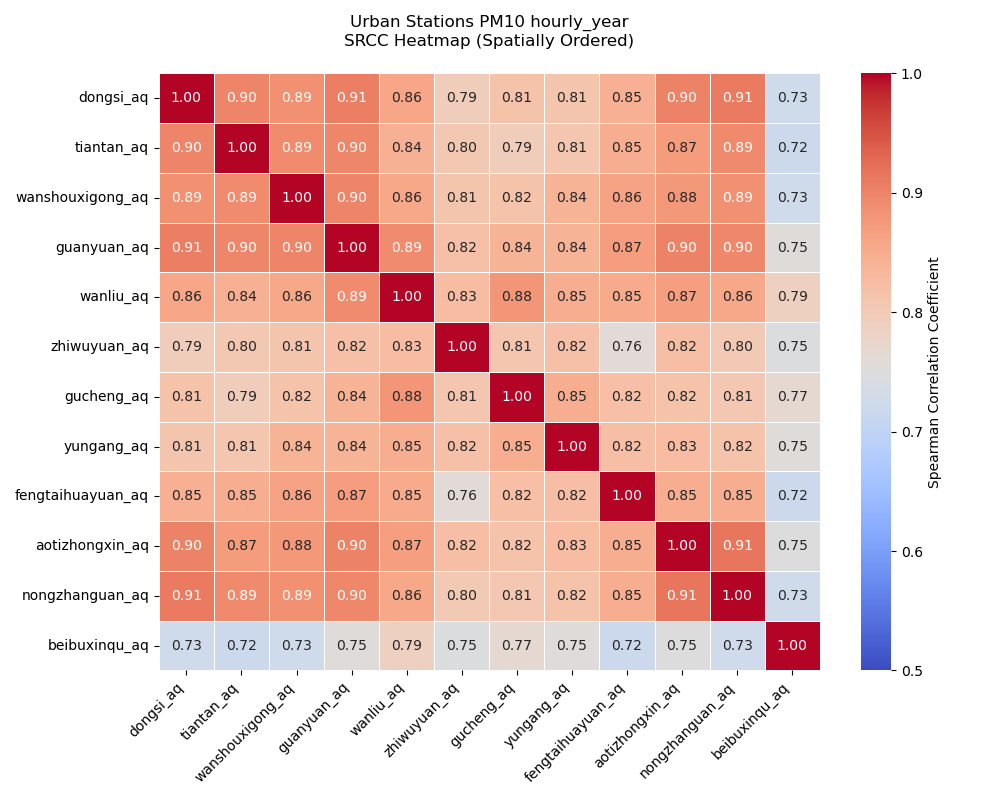 Urban Stations PM10 hourly_year
SRCC Heatmap (Spatially Ordered)
dongsi_aq 1.00 0.90 0.89 0.91 0.86 0.79 0.81 0.81 0.85 0.90 0.91 0.73
tiantan_aq 0.90 1.00 0.89 0.90 0.84 0.80 0.79 0.81 0.85 0.87 0.89 0.72
wanshouxigong_aq 0.89 0.89 1.00 0.90 0.86 0.81 0.82 0.84 0.86 0.88 0.89 0.73
guanyuan_aq 0.91 0.90 0.90 1.00 0.89 0.82 0.84 0.84 0.87 0.90 0.90 0.75
wanliu_aq 0.86 0.84 0.86 0.89 1.00 0.83 0.88 0.85 0.85 0.87 0.86 0.79
zhiwuyuan_aq 0.79 0.80 0.81 0.82 0.83 1.00 0.81 0.82 0.76 0.82 0.80 0.75
gucheng_aq 0.81 0.79 0.82 0.84 0.88 0.81 1.00 0.85 0.82 0.82 0.81 0.77
yungang_aq 0.81 0.81 0.84 0.84 0.85 0.82 0.85 1.00 0.82 0.83 0.82 0.75
fengtaihuayuan_aq 0.85 0.85 0.86 0.87 0.85 0.76 0.82 0.82 1.00 0.85 0.85 0.72
aotizhongxin_aq 0.90 0.87 0.88 0.90 0.87 0.82 0.82 0.83 0.85 1.00 0.91 0.75
nongzhanguan_aq 0.91 0.89 0.89 0.90 0.86 0.80 0.81 0.82 0.85 0.91 1.00 0.73
beibuxinqu_aq 0.73 0.72 0.73 0.75 0.79 0.75 0.77 0.75 0.72 0.75 0.73 1.00
dongsi_aq
tiantan_aq
wanshouxigong_aq
guanyuan_aq
wanliu_aq
zhiwuyuan_aq
gucheng_aq
yungang_aq
fengtaihuayuan_aq
aotizhongxin_aq
nongzhanguan_aq
beibuxinqu_aq
1.0
0.9
0.8
0.7
0.6
0.5
Spearman Correlation Coefficient